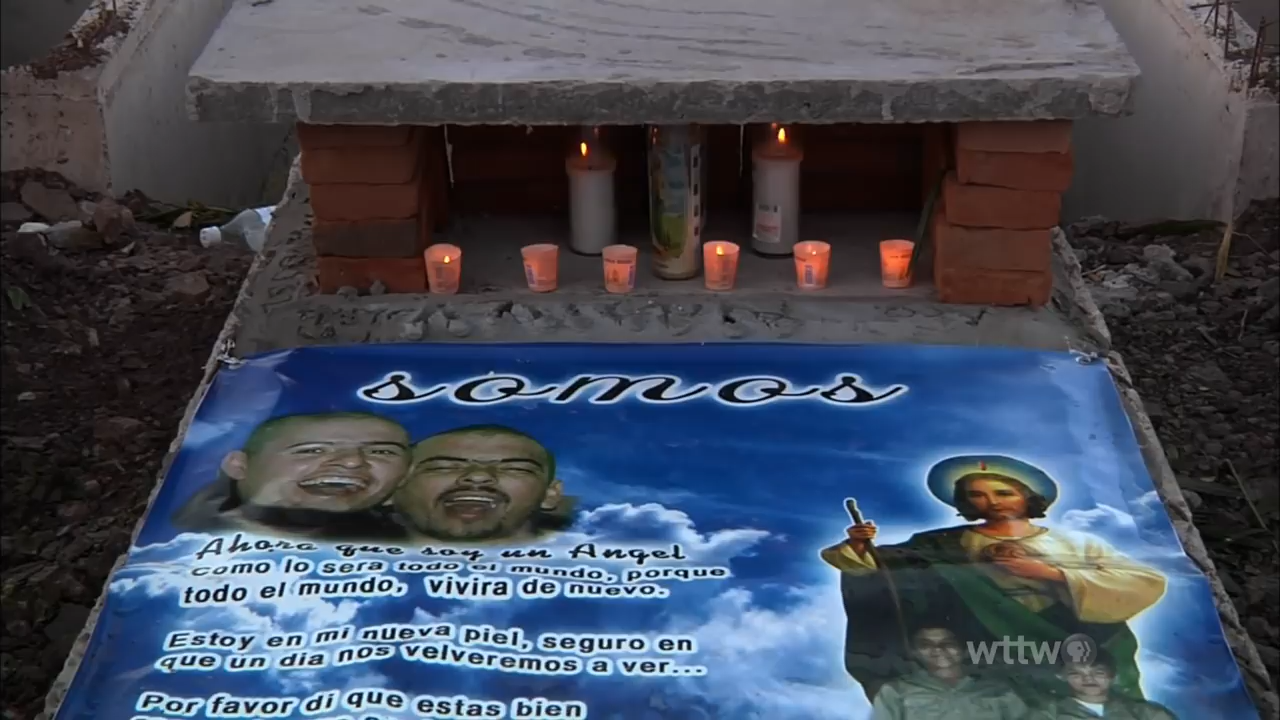 somos
Ahora que soy un Angel
como lo sera todo el mundo, porque
todo el mundo, vivira de nuevo.
Estoy en mi nueva piel, seguro en
que un dia nos velveremos a ver...
Por favor di que estas bien
wttw